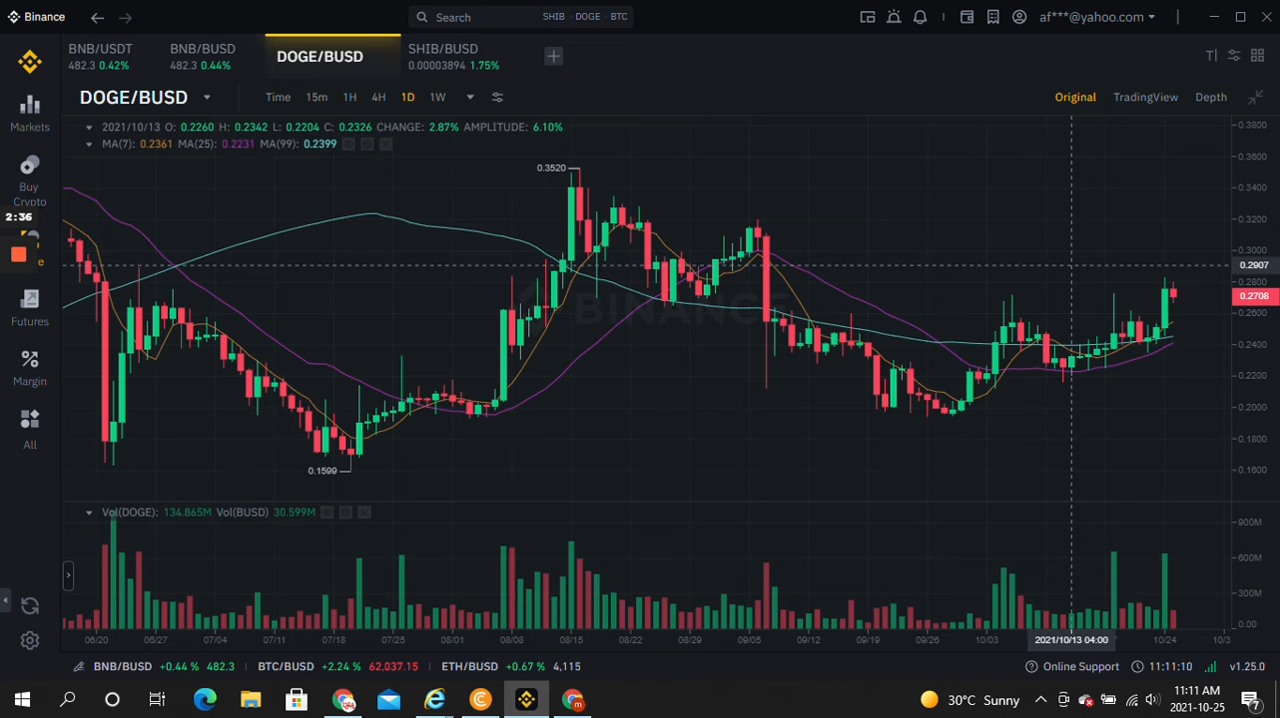 Binance
Search SHIB DOGE BTC
af***@yahoo.com
BNB/USDT
482.3 0.42%
BNB/BUSD
482.3 0.44%
DOGE/BUSD
SHIB/BUSD
0.00003894 1.75%
DOGE/BUSD Time 15m 1H 4H 1D 1W Original TradingView Depth
2021/10/13 O: 0.2260 H: 0.2342 L: 0.2204 C: 0.2326 CHANGE: 2.87% AMPLITUDE: 6.10%
MA(7): 0.2361 MA(25): 0.2231 MA(99): 0.2399
Markets
Buy
Crypto
2:36
Futures
Margin
All
0.3520
0.1599
BINANCE
0.3800
0.3600
0.3400
0.3200
0.3000
0.2907
0.2800
0.2708
0.2600
0.2400
0.2200
0.2000
0.1800
0.1600
Vol(DOGE): 134.865M Vol(BUSD) 30.599M
900M
600M
300M
0.00
06/20 06/27 07/04 07/11 07/18 07/25 08/01 08/08 08/15 08/22 08/29 09/05 09/12 09/19 09/26 10/03 2021/10/13 04:00 10/24 10/3
BNB/BUSD +0.44 % 482.3 BTC/BUSD +2.24 % 62,037.15 ETH/BUSD +0.67 % 4,115 Online Support 11:11:10 v1.25.0
30°C Sunny
11:11 AM
2021-10-25
7